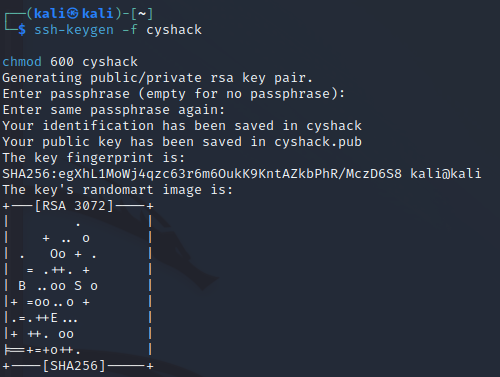 ┌──(kali㉿kali)-[~]
└─$ ssh-keygen -f cyshack

chmod 600 cyshack
Generating public/private rsa key pair.
Enter passphrase (empty for no passphrase):
Enter same passphrase again:
Your identification has been saved in cyshack
Your public key has been saved in cyshack.pub
The key fingerprint is:
SHA256:egXhL1MoWj4qzc63r6m6OukK9KntAZkbPhR/MczD6S8 kali@kali
The key's randomart image is:
+---[RSA 3072]----+
|        .        |
|    + .. o       |
| .   Oo + .      |
|  = .++. +       |
| B ..oo S o      |
|+ =oo..o +       |
|.=.++E...        |
|+ ++. oo         |
|==+=+o++.        |
+----[SHA256]-----+